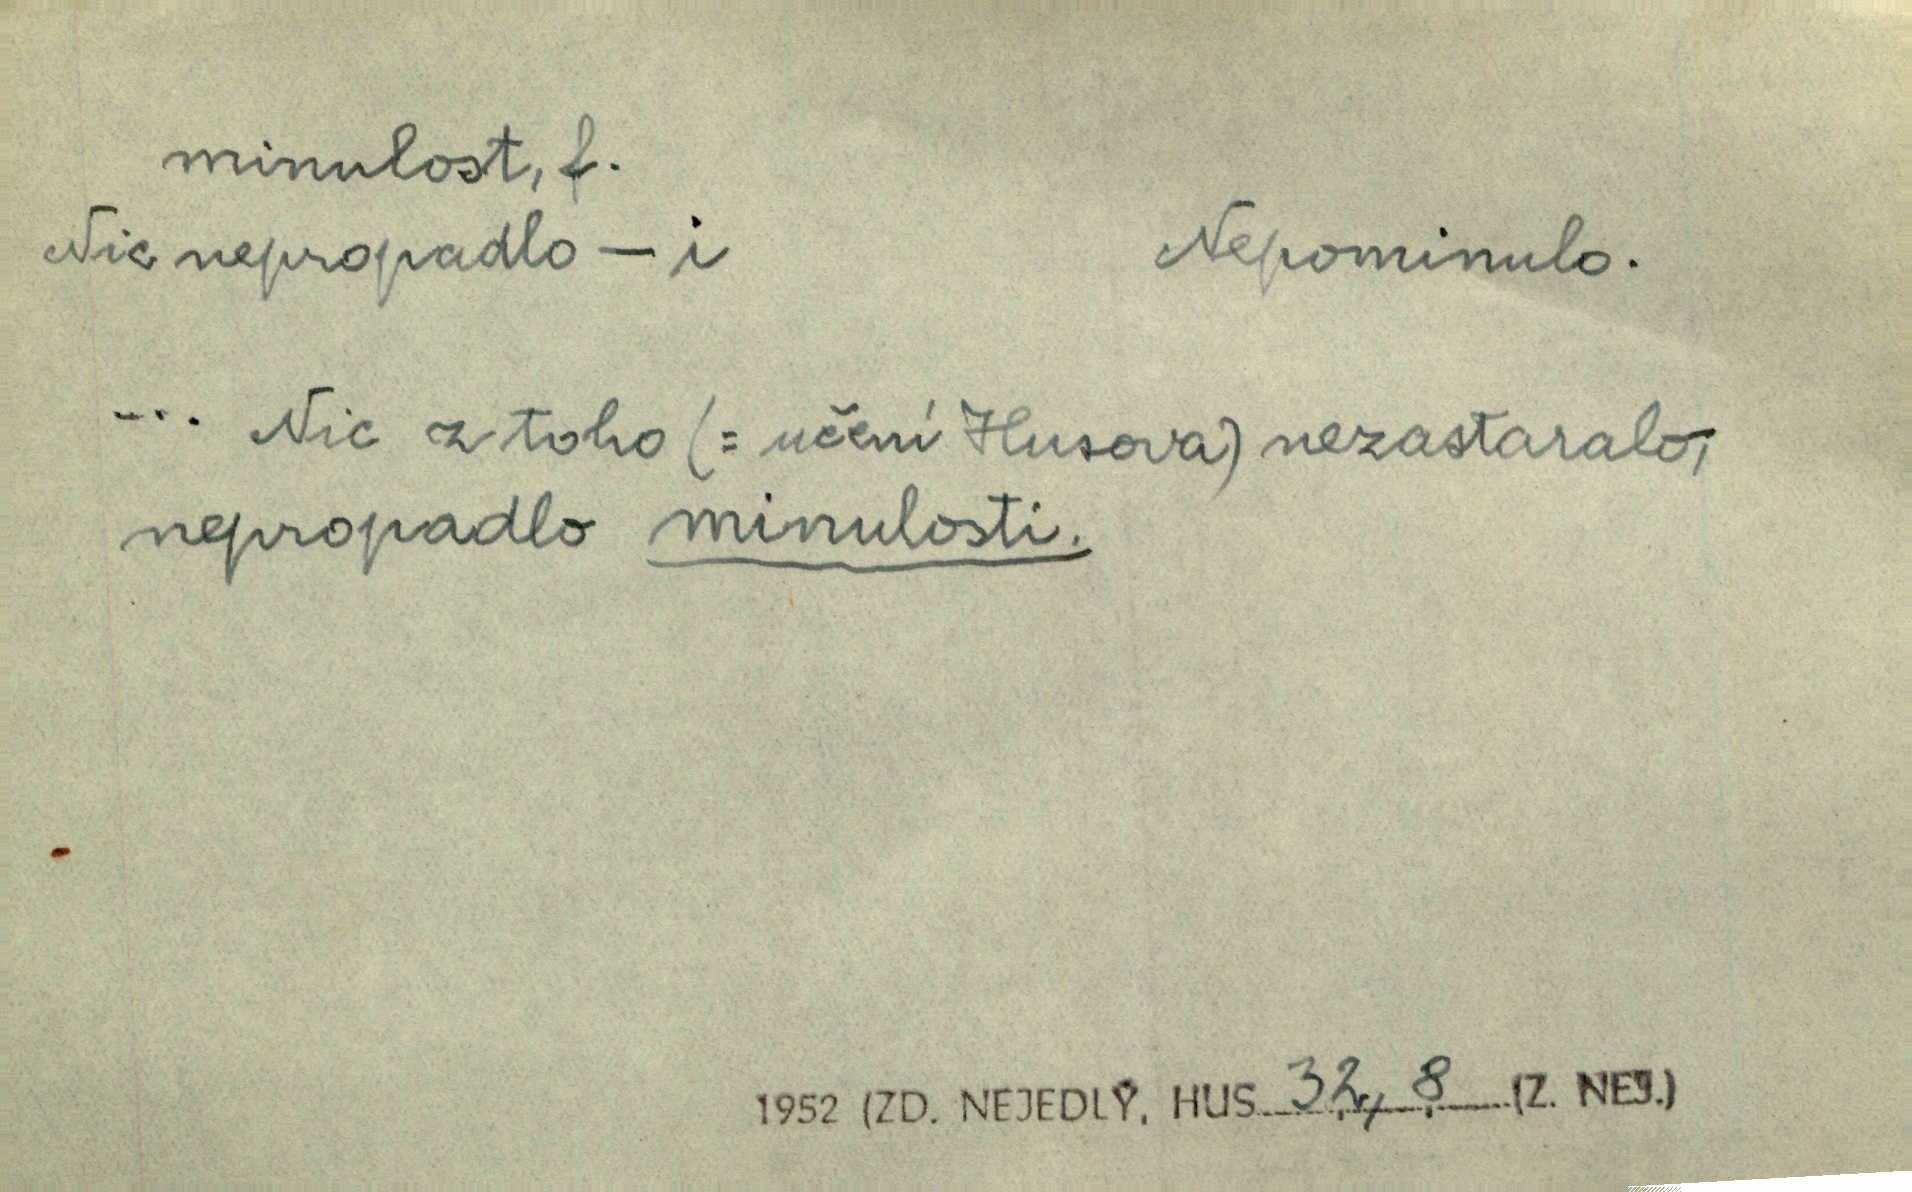 minulost, f.
Nic nepropadlo – i Nepominulo.
... Nic z toho (= učení Husova) nezastaralo,
nepropadlo minulosti.
1952 (ZD. NEJEDLÝ, HUS 32, 8 (Z. NEJ.)